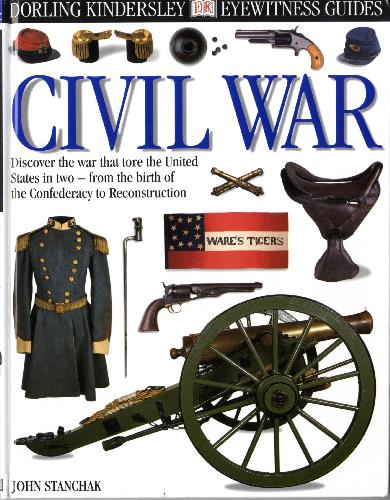 DORLING KINDERSLEY DK EYEWITNESS GUIDES
CIVIL WAR
Discover the war that tore the United
States in two – from the birth of
the Confederacy to Reconstruction
WARE'S TIGERS
JOHN STANCHAK